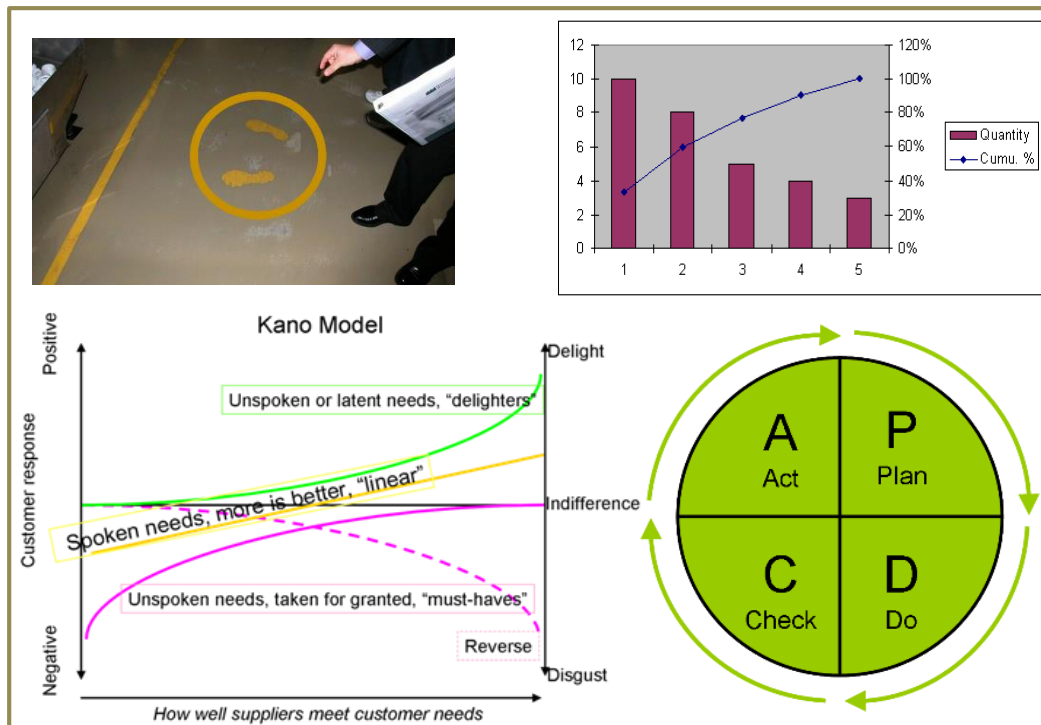 12
10
8
6
4
2
0
120%
100%
80%
60%
40%
20%
0%
1 2 3 4 5
Quantity
Cumu. %
Kano Model
Positive
Customer response
Negative
Delight
Indifference
Disgust
Unspoken or latent needs, “delighters”
Spoken needs, more is better, “linear”
Unspoken needs, taken for granted, “must-haves”
Reverse
How well suppliers meet customer needs
A
Act
P
Plan
C
Check
D
Do